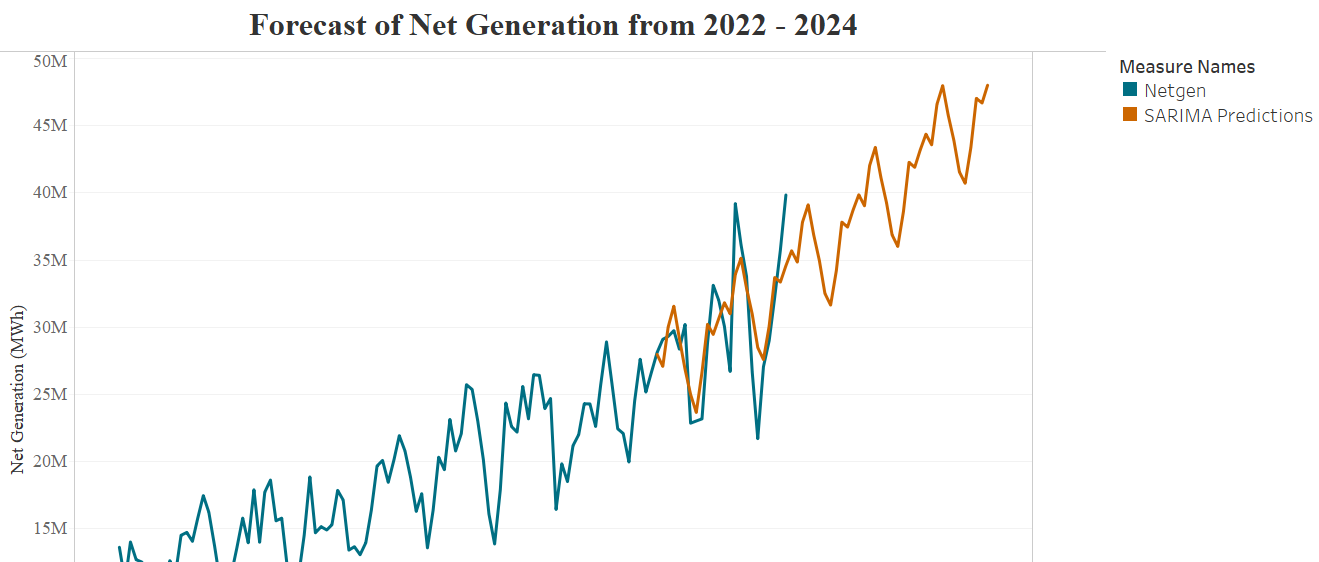 Forecast of Net Generation from 2022 - 2024
50M
45M
40M
35M
30M
25M
20M
15M
Net Generation (MWh)
Measure Names
Netgen
SARIMA Predictions